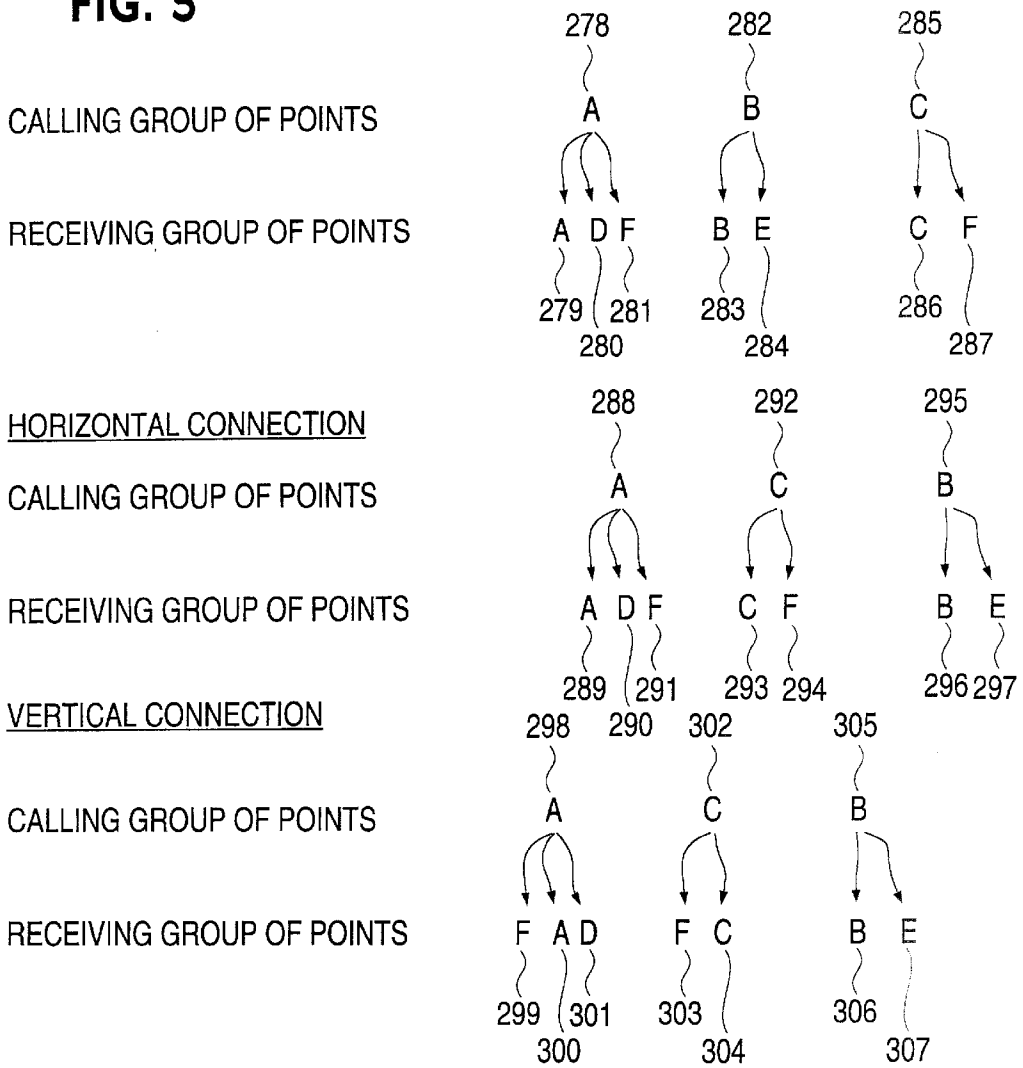 FIG. 5
278 282 285
CALLING GROUP OF POINTS A B C
RECEIVING GROUP OF POINTS A D F B E C F
279 281 283 286
280 284 287
HORIZONTAL CONNECTION 288 292 295
CALLING GROUP OF POINTS A C B
RECEIVING GROUP OF POINTS A D F C F B E
289 291 293 294 296 297
VERTICAL CONNECTION 298 290 302 305
CALLING GROUP OF POINTS A C B
RECEIVING GROUP OF POINTS F A D F C B E
299 301 303 306
300 304 307